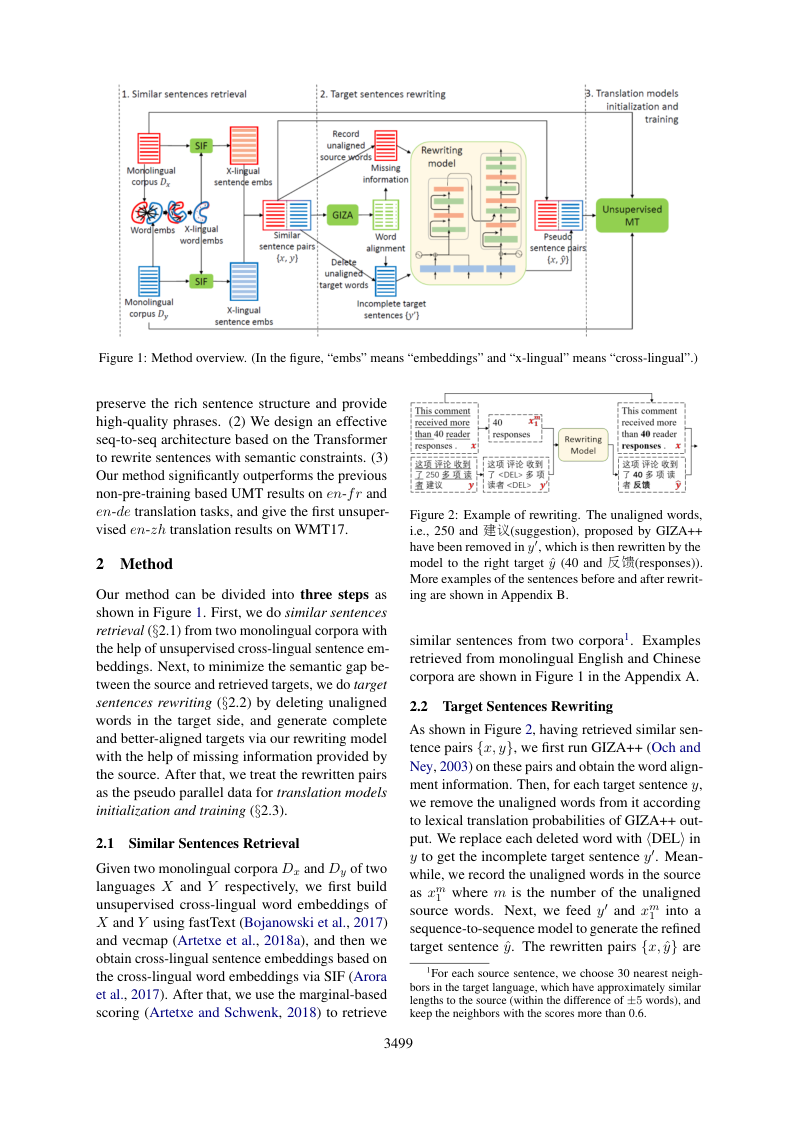 1. Similar sentences retrieval
2. Target sentences rewriting
3. Translation models
initialization and
training
SIF
Monolingual
corpus Dx
X-lingual
sentence embs
Word embs
X-lingual
word embs
SIF
Monolingual
corpus Dy
X-lingual
sentence embs
Similar
sentence pairs
{x, y}
Record
unaligned
source words
Missing
information
GIZA
Word
alignment
Delete
unaligned
target words
Incomplete target
sentences {y′}
Rewriting
model
Pseudo
sentence pairs
{x, ŷ}
Unsupervised
MT
Figure 1: Method overview. (In the figure, “embs” means “embeddings” and “x-lingual” means “cross-lingual”.)
preserve the rich sentence structure and provide
high-quality phrases. (2) We design an effective
seq-to-seq architecture based on the Transformer
to rewrite sentences with semantic constraints. (3)
Our method significantly outperforms the previous
non-pre-training based UMT results on en-fr and
en-de translation tasks, and give the first unsuper-
vised en-zh translation results on WMT17.
2 Method
Our method can be divided into three steps as
shown in Figure 1. First, we do similar sentences
retrieval (§2.1) from two monolingual corpora with
the help of unsupervised cross-lingual sentence em-
beddings. Next, to minimize the semantic gap be-
tween the source and retrieved targets, we do target
sentences rewriting (§2.2) by deleting unaligned
words in the target side, and generate complete
and better-aligned targets via our rewriting model
with the help of missing information provided by
the source. After that, we treat the rewritten pairs
as the pseudo parallel data for translation models
initialization and training (§2.3).
2.1 Similar Sentences Retrieval
Given two monolingual corpora Dx and Dy of two
languages X and Y respectively, we first build
unsupervised cross-lingual word embeddings of
X and Y using fastText (Bojanowski et al., 2017)
and vecmap (Artetxe et al., 2018a), and then we
obtain cross-lingual sentence embeddings based on
the cross-lingual word embeddings via SIF (Arora
et al., 2017). After that, we use the marginal-based
scoring (Artetxe and Schwenk, 2018) to retrieve
This comment
received more
than 40 reader
responses . x
这项 评论 收到
了 250 多 项 读
者 建议 y
40 x₁ᵐ
responses
这项 评论 收到
了 <DEL> 多 项
读者 <DEL> y′
Rewriting
Model
This comment
received more
than 40 reader
responses . x
这项 评论 收到
了 40 多 项 读
者 反馈 ŷ
Figure 2: Example of rewriting. The unaligned words,
i.e., 250 and 建议(suggestion), proposed by GIZA++
have been removed in y′, which is then rewritten by the
model to the right target ŷ (40 and 反馈(responses)).
More examples of the sentences before and after rewrit-
ing are shown in Appendix B.
similar sentences from two corpora¹. Examples
retrieved from monolingual English and Chinese
corpora are shown in Figure 1 in the Appendix A.
2.2 Target Sentences Rewriting
As shown in Figure 2, having retrieved similar sen-
tence pairs {x, y}, we first run GIZA++ (Och and
Ney, 2003) on these pairs and obtain the word align-
ment information. Then, for each target sentence y,
we remove the unaligned words from it according
to lexical translation probabilities of GIZA++ out-
put. We replace each deleted word with ⟨DEL⟩ in
y to get the incomplete target sentence y′. Mean-
while, we record the unaligned words in the source
as x₁ᵐ where m is the number of the unaligned
source words. Next, we feed y′ and x₁ᵐ into a
sequence-to-sequence model to generate the refined
target sentence ŷ. The rewritten pairs {x, ŷ} are
¹For each source sentence, we choose 30 nearest neigh-
bors in the target language, which have approximately similar
lengths to the source (within the difference of ±5 words), and
keep the neighbors with the scores more than 0.6.
3499